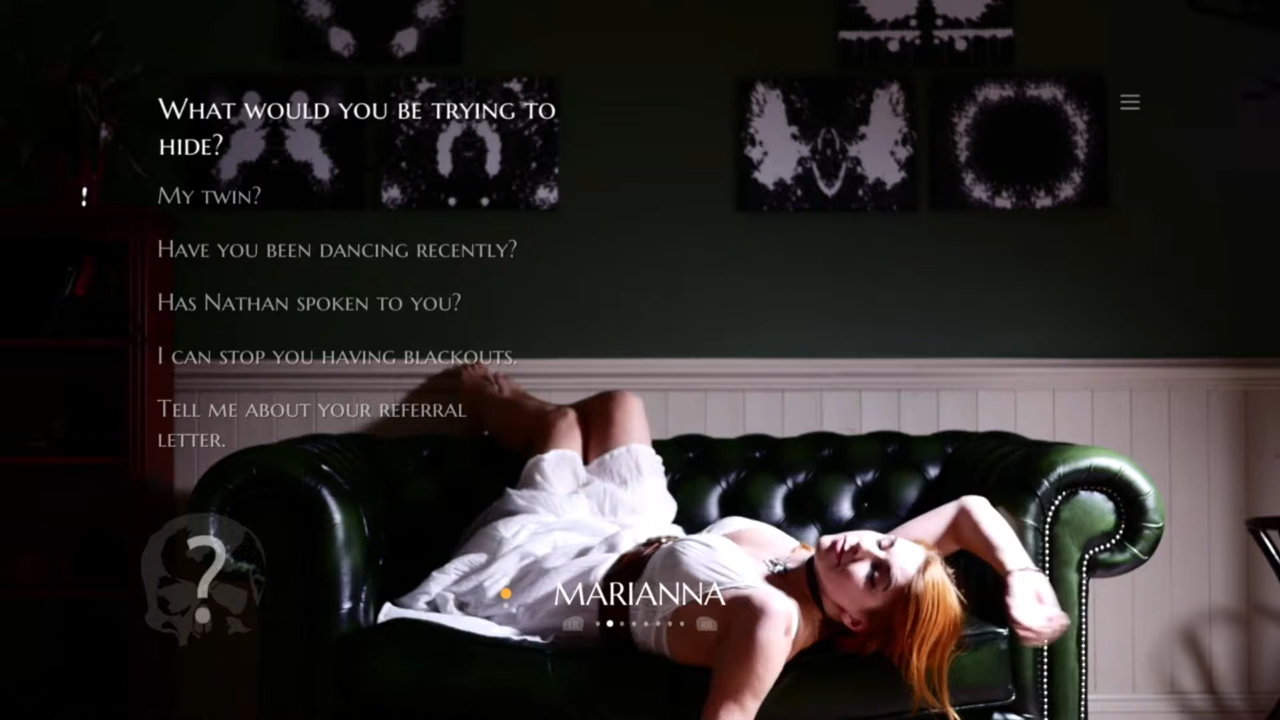 What would you be trying to
hide?
!
My twin?
Have you been dancing recently?
Has Nathan spoken to you?
I can stop you having blackouts.
Tell me about your referral
letter.
?
MARIANNA